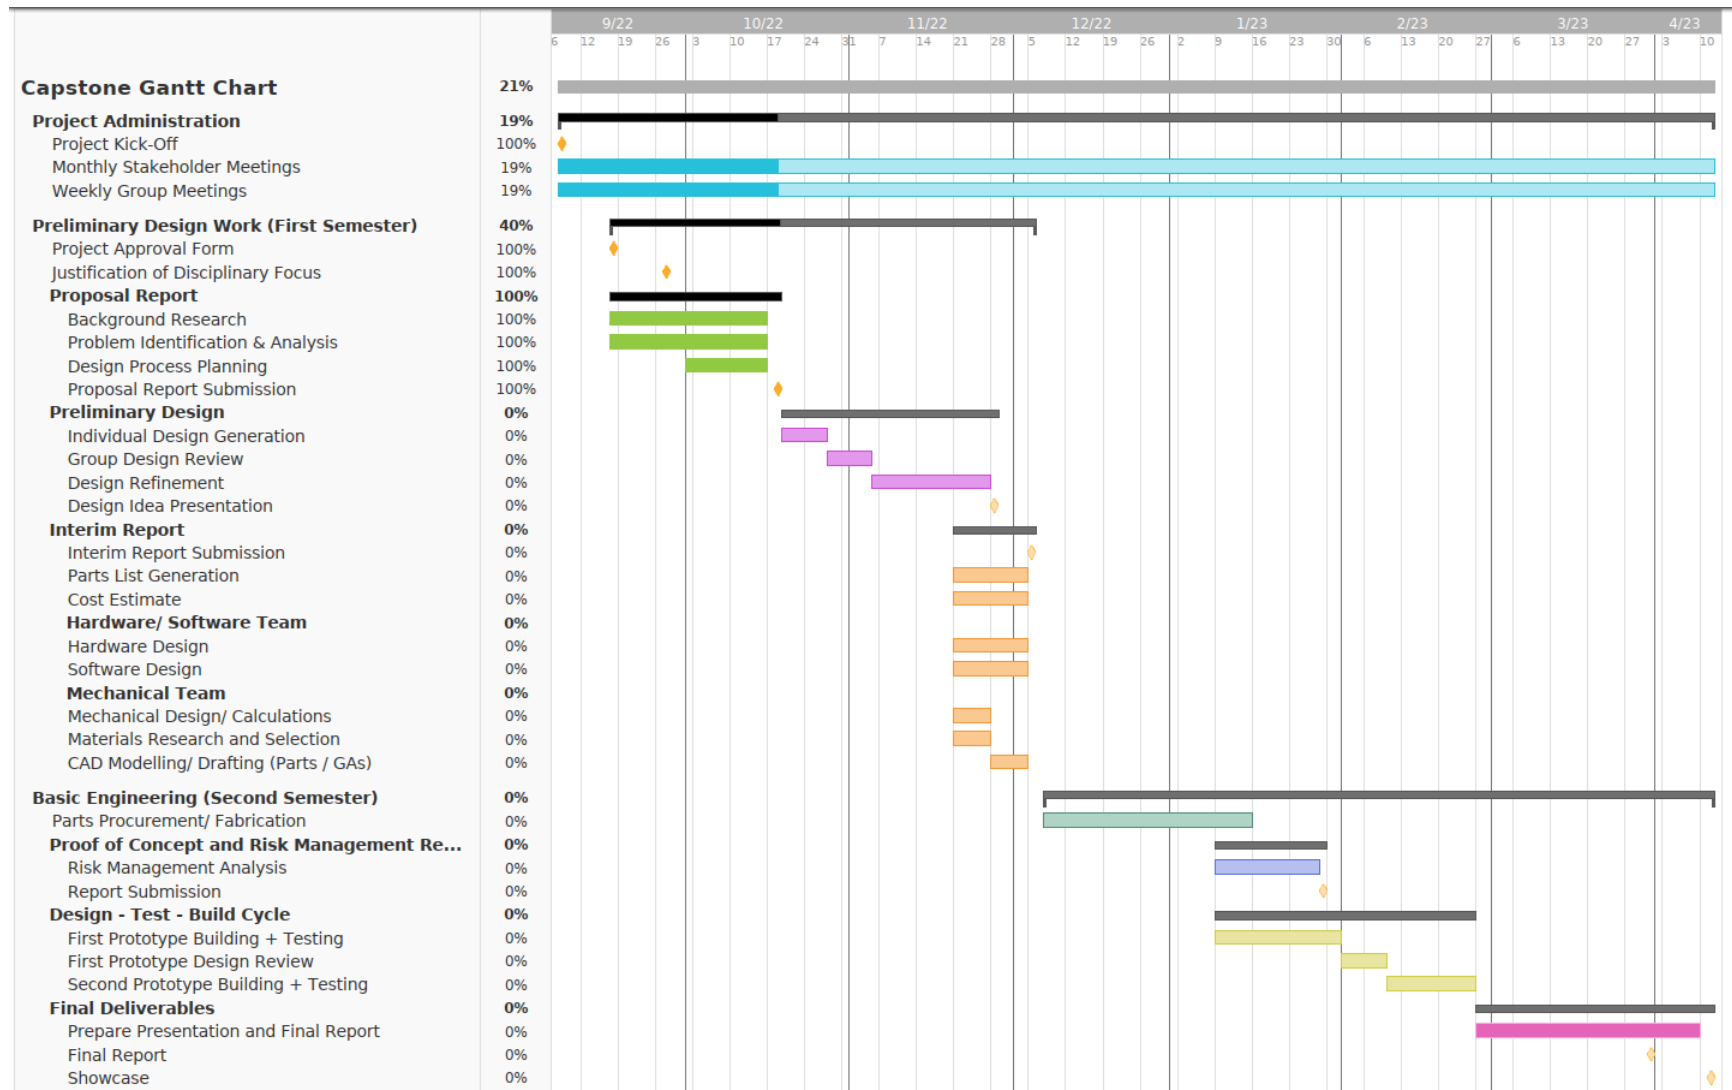 9/22 10/22 11/22 12/22 1/23 2/23 3/23 4/23
6 12 19 26 3 10 17 24 31 7 14 21 28 5 12 19 26 2 9 16 23 30 6 13 20 27 6 13 20 27 3 10
Capstone Gantt Chart 21%
Project Administration 19%
Project Kick-Off 100%
Monthly Stakeholder Meetings 19%
Weekly Group Meetings 19%
Preliminary Design Work (First Semester) 40%
Project Approval Form 100%
Justification of Disciplinary Focus 100%
Proposal Report 100%
Background Research 100%
Problem Identification & Analysis 100%
Design Process Planning 100%
Proposal Report Submission 100%
Preliminary Design 0%
Individual Design Generation 0%
Group Design Review 0%
Design Refinement 0%
Design Idea Presentation 0%
Interim Report 0%
Interim Report Submission 0%
Parts List Generation 0%
Cost Estimate 0%
Hardware/ Software Team 0%
Hardware Design 0%
Software Design 0%
Mechanical Team 0%
Mechanical Design/ Calculations 0%
Materials Research and Selection 0%
CAD Modelling/ Drafting (Parts / GAs) 0%
Basic Engineering (Second Semester) 0%
Parts Procurement/ Fabrication 0%
Proof of Concept and Risk Management Re... 0%
Risk Management Analysis 0%
Report Submission 0%
Design - Test - Build Cycle 0%
First Prototype Building + Testing 0%
First Prototype Design Review 0%
Second Prototype Building + Testing 0%
Final Deliverables 0%
Prepare Presentation and Final Report 0%
Final Report 0%
Showcase 0%